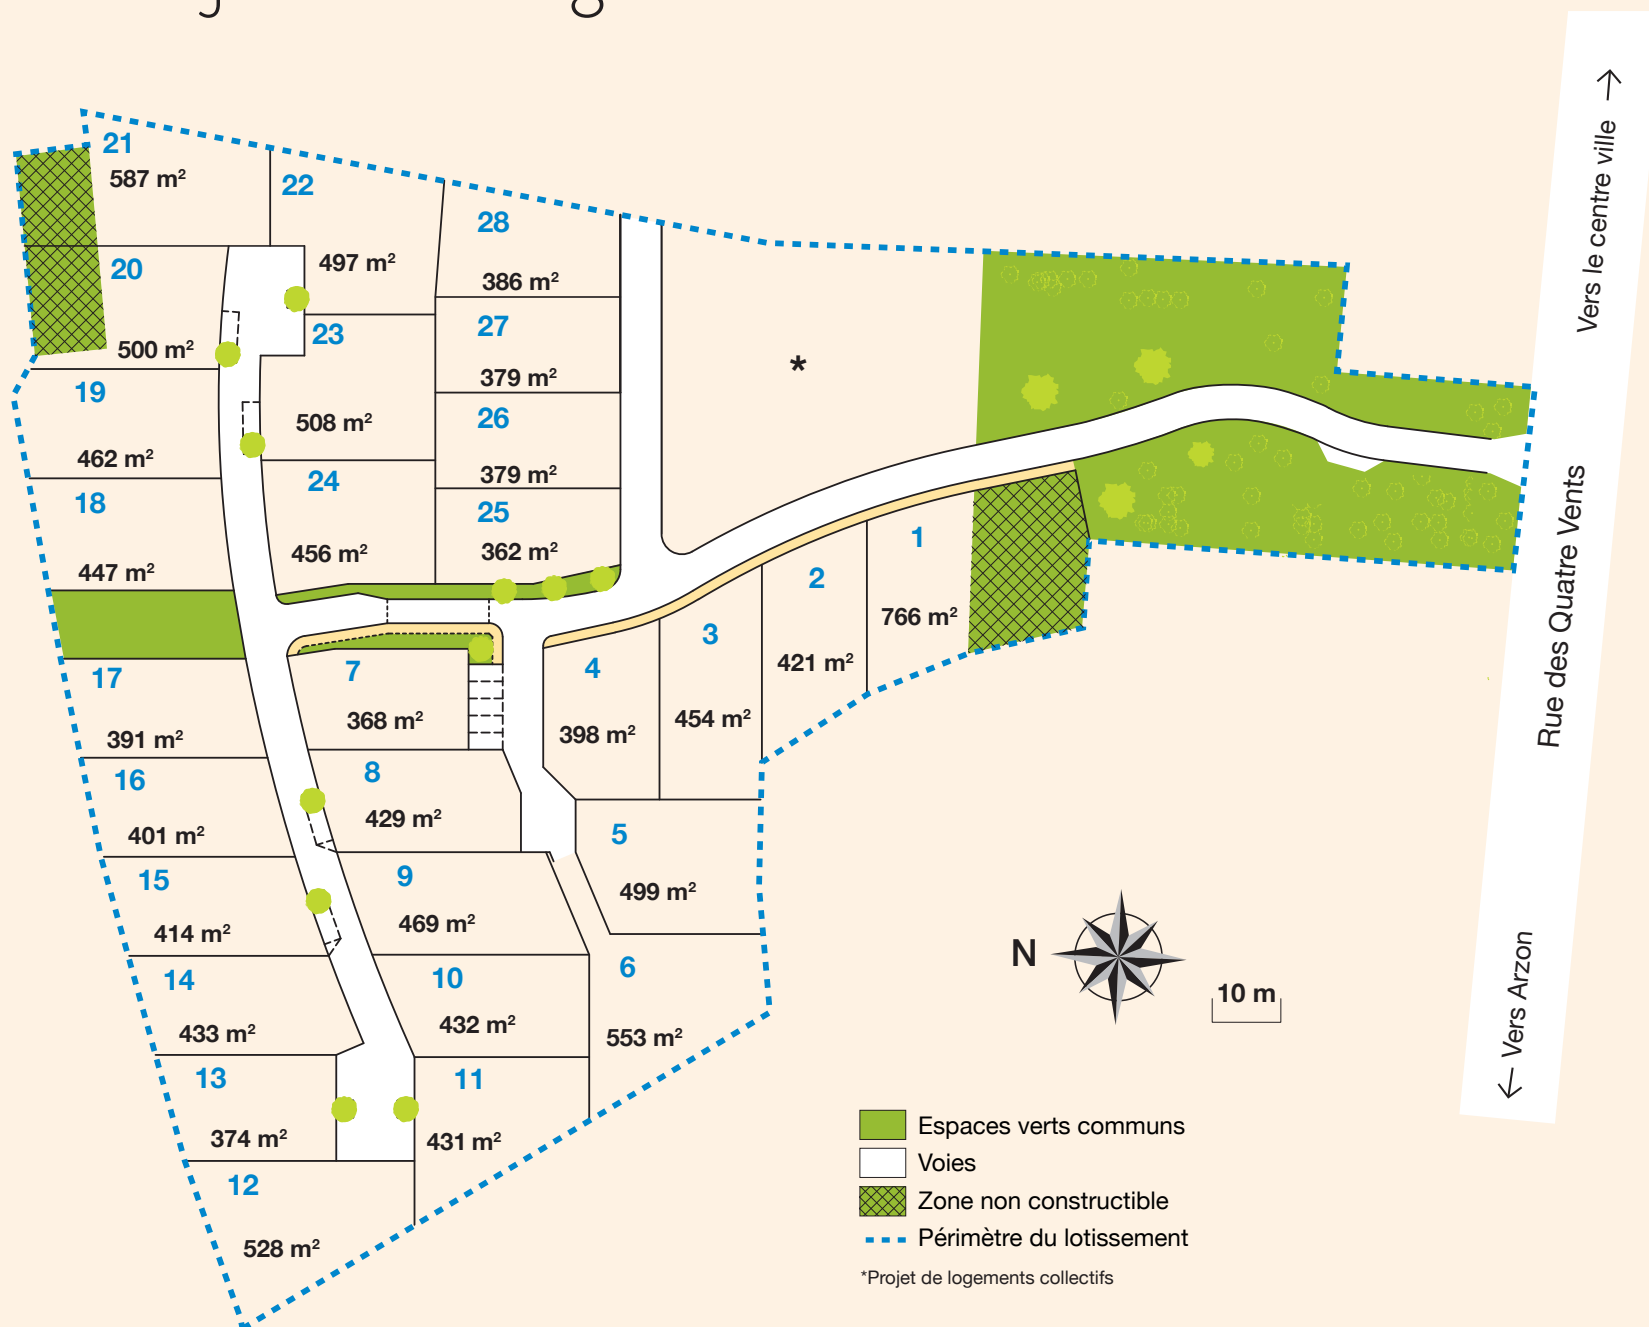 21
587 m²
22
497 m²
28
386 m²
20
500 m²
23
508 m²
27
379 m²
19
462 m²
26
379 m²
24
456 m²
25
362 m²
18
447 m²
*
1
766 m²
2
421 m²
3
454 m²
4
398 m²
7
368 m²
17
391 m²
8
429 m²
16
401 m²
5
499 m²
9
469 m²
15
414 m²
6
553 m²
10
432 m²
14
433 m²
13
374 m²
11
431 m²
12
528 m²
Vers le centre ville →
Rue des Quatre Vents
← Vers Arzon
N
10 m
Espaces verts communs
Voies
Zone non constructible
Périmètre du lotissement
*Projet de logements collectifs